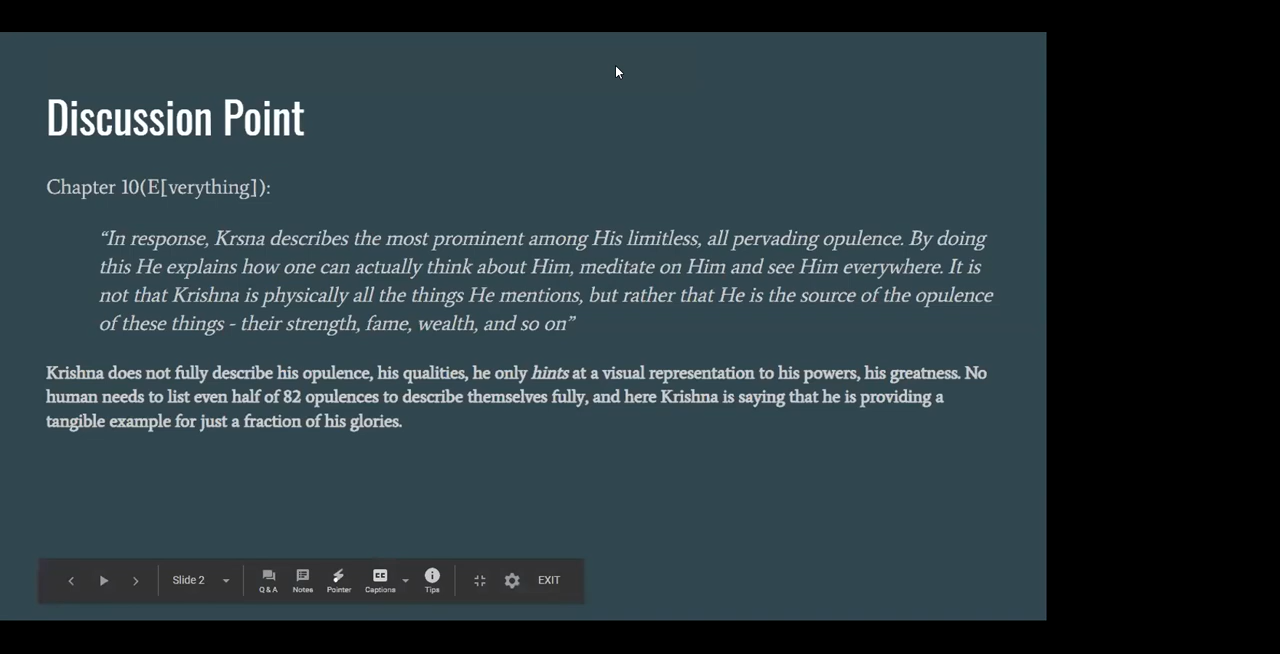 Discussion Point
Chapter 10(E[verything]):
“In response, Krsna describes the most prominent among His limitless, all pervading opulence. By doing
this He explains how one can actually think about Him, meditate on Him and see Him everywhere. It is
not that Krishna is physically all the things He mentions, but rather that He is the source of the opulence
of these things - their strength, fame, wealth, and so on”
Krishna does not fully describe his opulence, his qualities, he only hints at a visual representation to his powers, his greatness. No
human needs to list even half of 82 opulences to describe themselves fully, and here Krishna is saying that he is providing a
tangible example for just a fraction of his glories.
Slide 2
Q & A
Notes
Pointer
Captions
Tips
EXIT